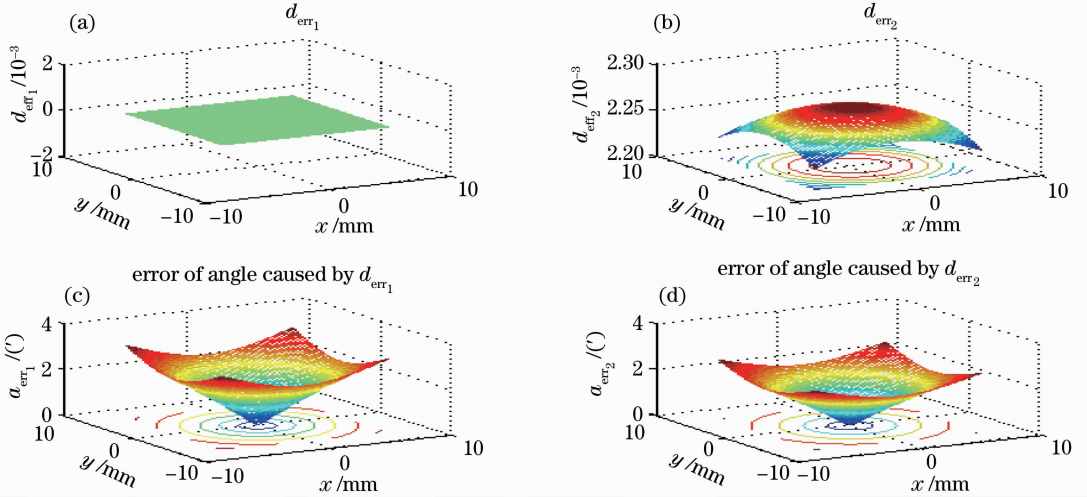 (a)
d_err1
d_eff1 /10⁻³
2
0
−2
10
0
−10
y /mm
−10
0
10
x /mm
(b)
d_err2
d_eff2 /10⁻³
2.30
2.25
2.20
10
0
−10
y /mm
−10
0
10
x /mm
error of angle caused by d_err1
(c)
a_err1 /(′)
4
2
0
10
0
−10
y /mm
−10
0
10
x /mm
error of angle caused by d_err2
(d)
a_err2 /(′)
4
2
0
10
0
−10
y /mm
−10
0
10
x /mm